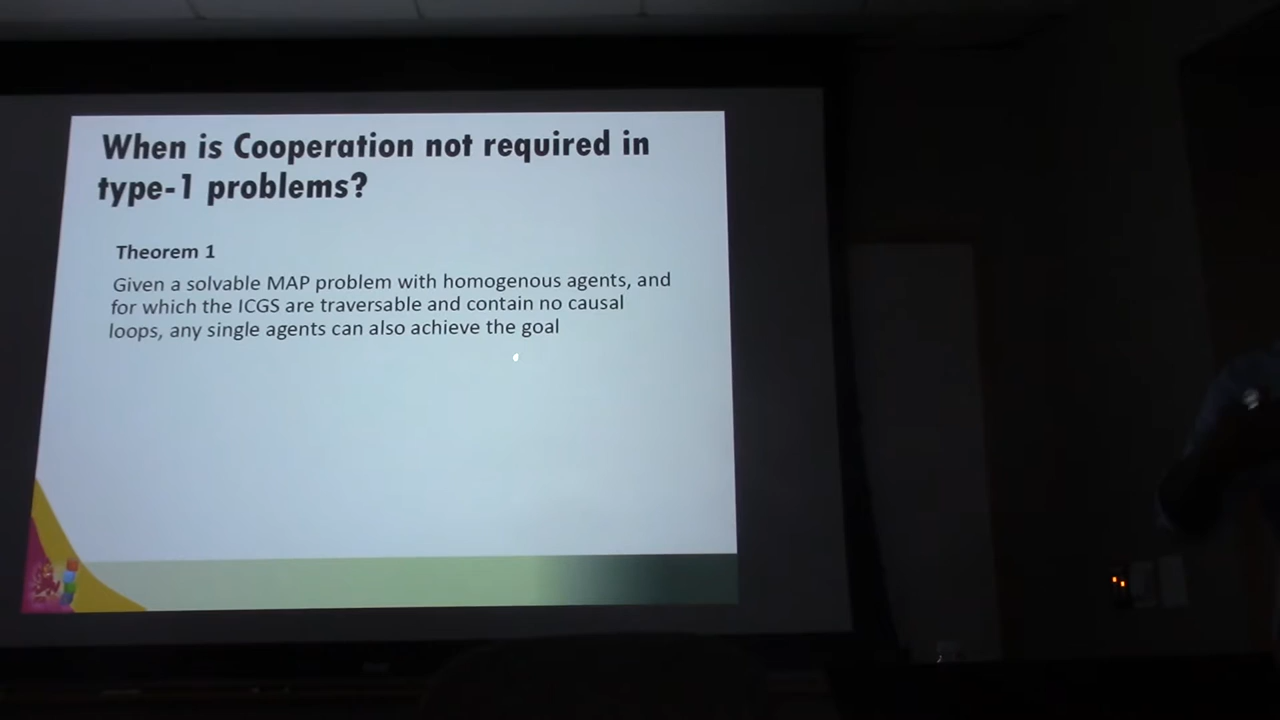 When is Cooperation not required in
type-1 problems?
Theorem 1
Given a solvable MAP problem with homogenous agents, and
for which the ICGS are traversable and contain no causal
loops, any single agents can also achieve the goal